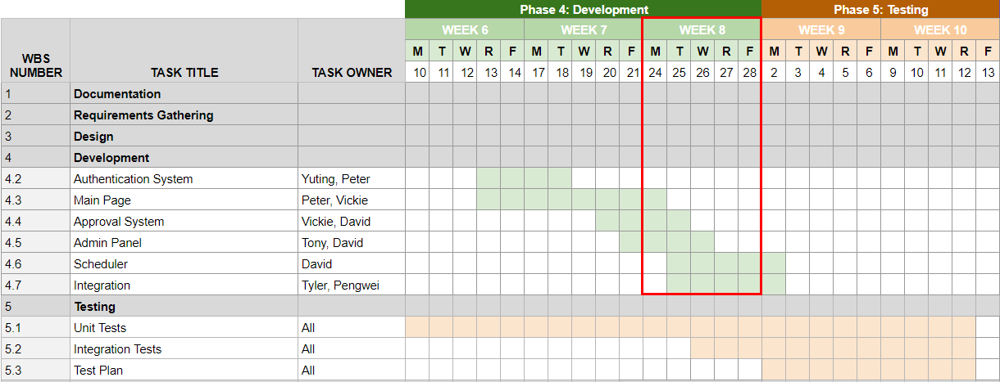 Phase 4: Development Phase 5: Testing
WEEK 6 WEEK 7 WEEK 8 WEEK 9 WEEK 10
WBS NUMBER TASK TITLE TASK OWNER M T W R F M T W R F M T W R F M T W R F M T W R F
10 11 12 13 14 17 18 19 20 21 24 25 26 27 28 2 3 4 5 6 9 10 11 12 13
1 Documentation
2 Requirements Gathering
3 Design
4 Development
4.2 Authentication System Yuting, Peter
4.3 Main Page Peter, Vickie
4.4 Approval System Vickie, David
4.5 Admin Panel Tony, David
4.6 Scheduler David
4.7 Integration Tyler, Pengwei
5 Testing
5.1 Unit Tests All
5.2 Integration Tests All
5.3 Test Plan All